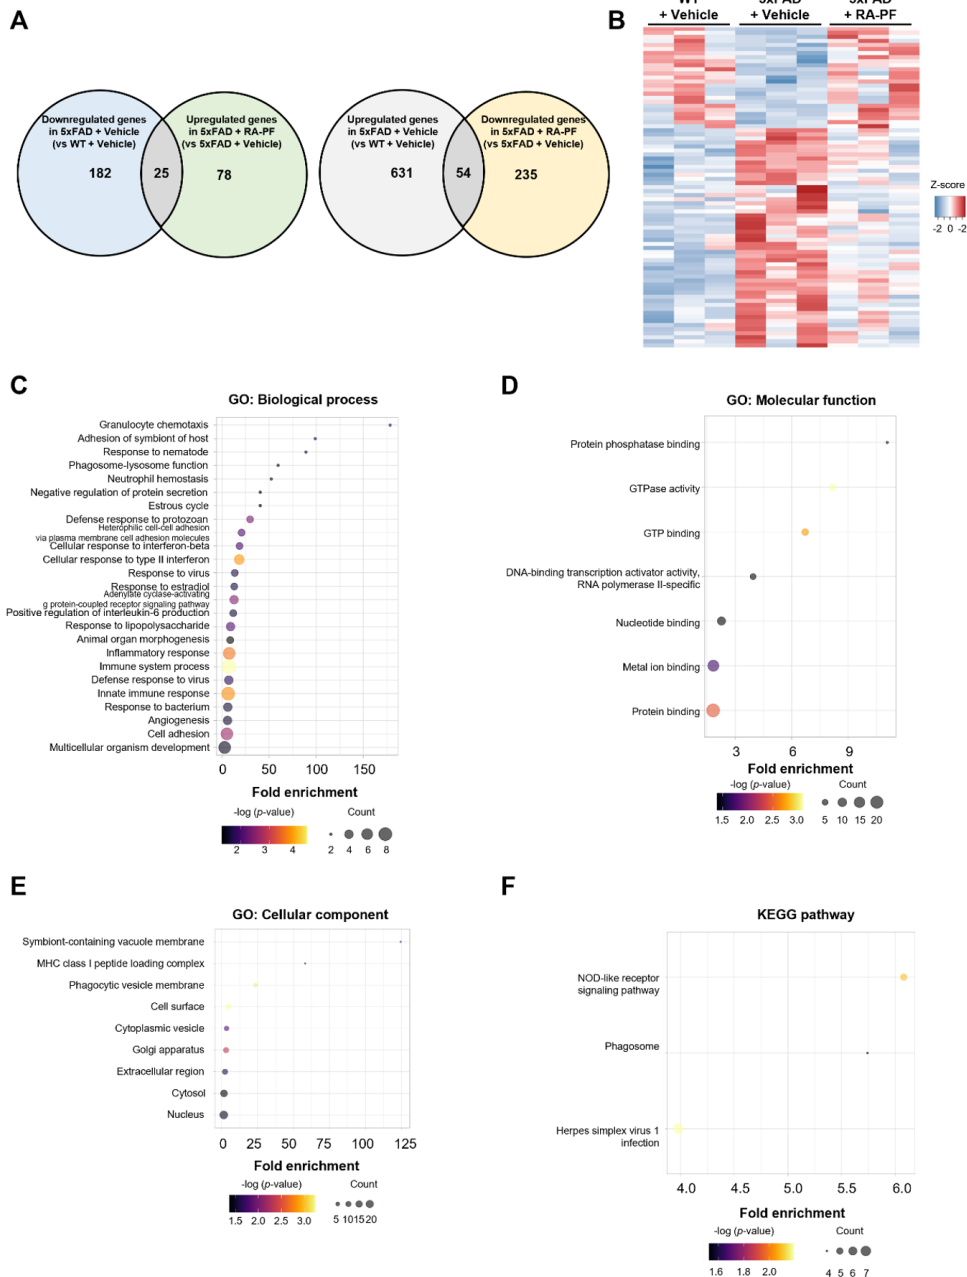 A
Downregulated genes
in 5xFAD + Vehicle
(vs WT + Vehicle)
182
25
Upregulated genes
in 5xFAD + RA-PF
(vs 5xFAD + Vehicle)
78
Upregulated genes
in 5xFAD + Vehicle
(vs WT + Vehicle)
631
54
Downregulated genes
in 5xFAD + RA-PF
(vs 5xFAD + Vehicle)
235
B
WT
+ Vehicle
5xFAD
+ Vehicle
5xFAD
+ RA-PF
Z-score
-2 0 -2
C
GO: Biological process
Granulocyte chemotaxis
Adhesion of symbiont of host
Response to nematode
Phagosome-lysosome function
Neutrophil hemostasis
Negative regulation of protein secretion
Estrous cycle
Defense response to protozoan
Heterophilic cell-cell adhesion
via plasma membrane cell adhesion molecules
Cellular response to interferon-beta
Cellular response to type II interferon
Response to virus
Response to estradiol
Adenylate cyclase-activating
g protein-coupled receptor signaling pathway
Positive regulation of interleukin-6 production
Response to lipopolysaccharide
Animal organ morphogenesis
Inflammatory response
Immune system process
Defense response to virus
Innate immune response
Response to bacterium
Angiogenesis
Cell adhesion
Multicellular organism development
0 50 100 150
Fold enrichment
-log (p-value)
2 3 4
Count
2 4 6 8
D
GO: Molecular function
Protein phosphatase binding
GTPase activity
GTP binding
DNA-binding transcription activator activity,
RNA polymerase II-specific
Nucleotide binding
Metal ion binding
Protein binding
3 6 9
Fold enrichment
-log (p-value)
1.5 2.0 2.5 3.0
Count
5 10 15 20
E
GO: Cellular component
Symbiont-containing vacuole membrane
MHC class I peptide loading complex
Phagocytic vesicle membrane
Cell surface
Cytoplasmic vesicle
Golgi apparatus
Extracellular region
Cytosol
Nucleus
0 25 50 75 100 125
Fold enrichment
-log (p-value)
1.5 2.0 2.5 3.0
Count
5 10 15 20
F
KEGG pathway
NOD-like receptor
signaling pathway
Phagosome
Herpes simplex virus 1
infection
4.0 4.5 5.0 5.5 6.0
Fold enrichment
-log (p-value)
1.6 1.8 2.0
Count
4 5 6 7